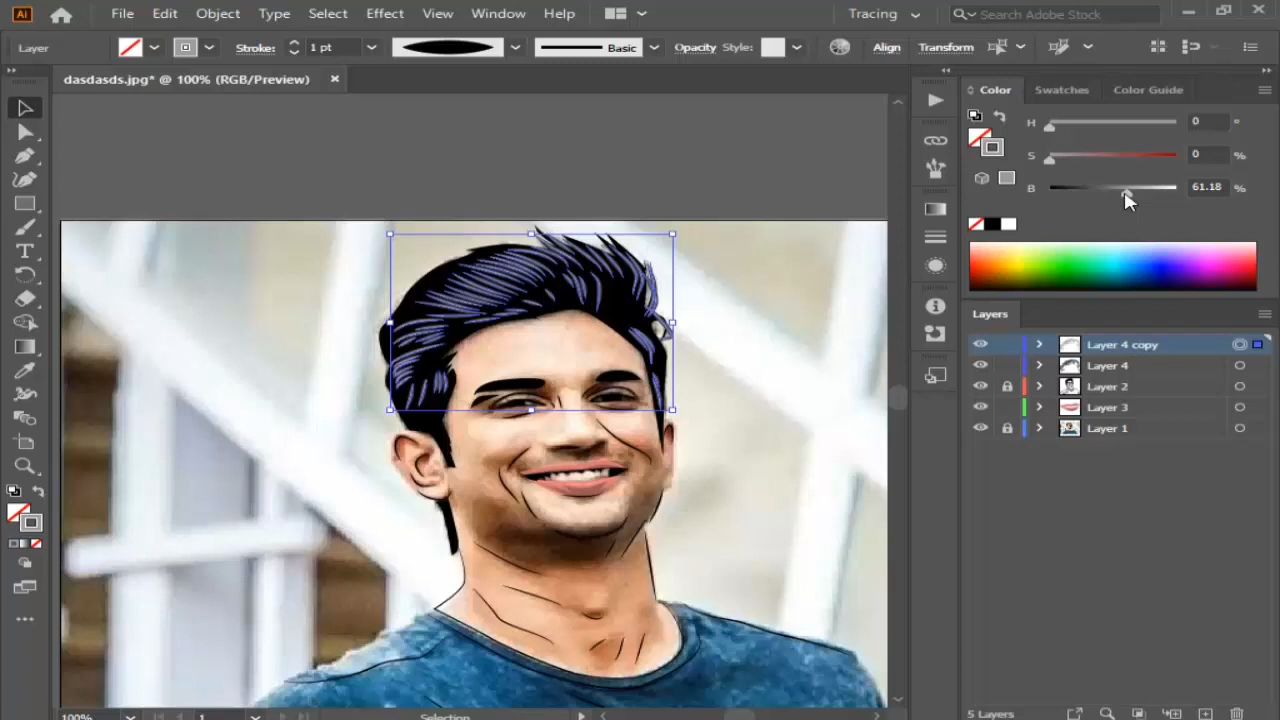 Ai File Edit Object Type Select Effect View Window Help Tracing Search Adobe Stock
Layer Stroke: 1 pt Basic Opacity Style: Align Transform
dasdasds.jpg* @ 100% (RGB/Preview) ×
Color Swatches Color Guide
H 0 °
S 0 %
B 61.18 %
Layers
Layer 4 copy
Layer 4
Layer 2
Layer 3
Layer 1
T
100% 1 Selection 5 Layers